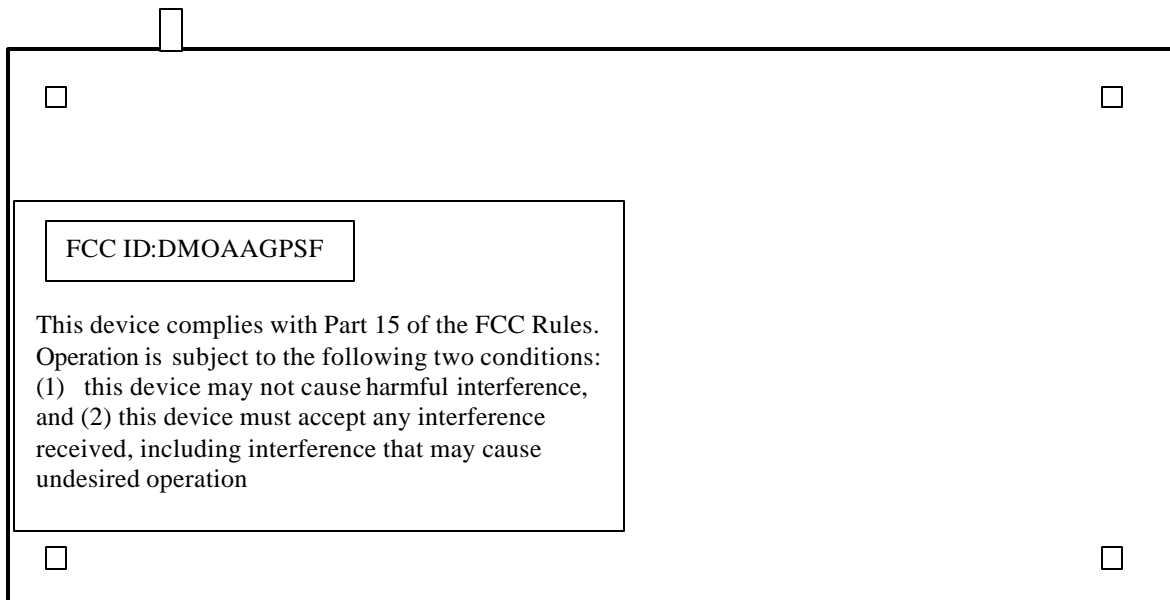 FCC ID:DMOAAGPSF
This device complies with Part 15 of the FCC Rules.
Operation is subject to the following two conditions:
(1) this device may not cause harmful interference,
and (2) this device must accept any interference
received, including interference that may cause
undesired operation